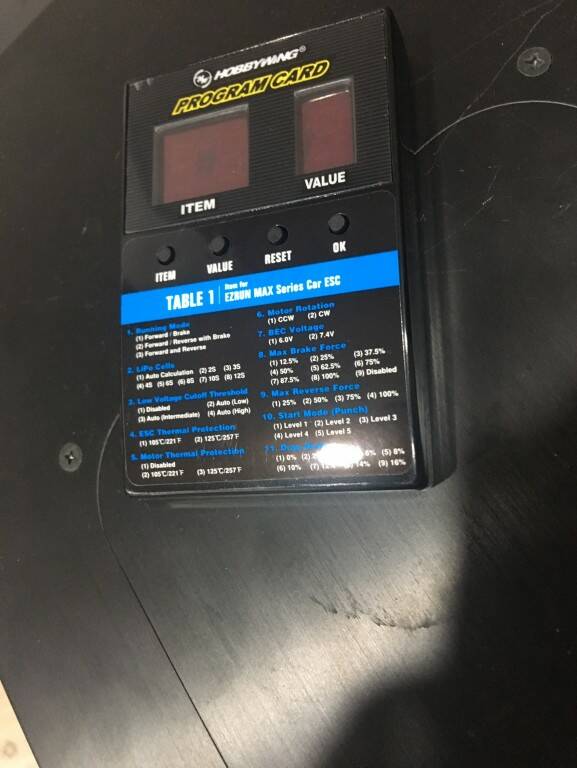 HOBBYWING®
PROGRAM CARD
ITEM
VALUE
ITEM
VALUE
RESET
OK
TABLE 1
Item for
EZRUN MAX Series Car ESC
1. Running Mode
(1) Forward / Brake
(2) Forward / Reverse with Brake
(3) Forward and Reverse
2. LiPo Cells
(1) Auto Calculation (2) 2S (3) 3S
(4) 4S (5) 6S (6) 8S (7) 10S (8) 12S
3. Low Voltage Cutoff Threshold
(1) Disabled (2) Auto (Low)
(3) Auto (Intermediate) (4) Auto (High)
4. ESC Thermal Protection
(1) 105℃/221℉ (2) 125℃/257℉
5. Motor Thermal Protection
(1) Disabled
(2) 105℃/221℉ (3) 125℃/257℉
6. Motor Rotation
(1) CCW (2) CW
7. BEC Voltage
(1) 6.0V (2) 7.4V
8. Max Brake Force
(1) 12.5% (2) 25% (3) 37.5%
(4) 50% (5) 62.5% (6) 75%
(7) 87.5% (8) 100% (9) Disabled
9. Max Reverse Force
(1) 25% (2) 50% (3) 75% (4) 100%
10. Start Mode (Punch)
(1) Level 1 (2) Level 2 (3) Level 3
(4) Level 4 (5) Level 5
11.
(1) 0% (2) 6% (5) 8%
(6) 10% (7) 14% (9) 16%